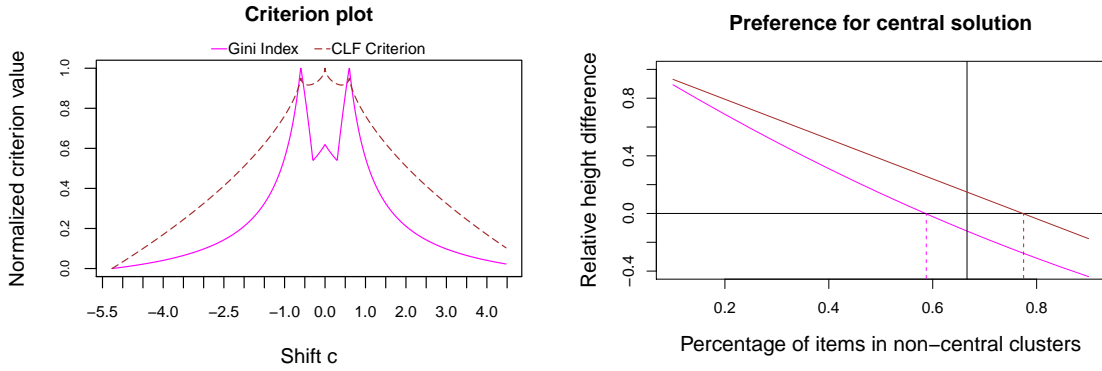 Criterion plot
Gini Index CLF Criterion
Normalized criterion value
1.0
0.8
0.6
0.4
0.2
0.0
−5.5 −4.0 −2.5 −1.0 0.0 1.0 2.0 3.0 4.0
Shift c
Preference for central solution
Relative height difference
0.8
0.4
0.0
−0.4
0.2 0.4 0.6 0.8
Percentage of items in non−central clusters